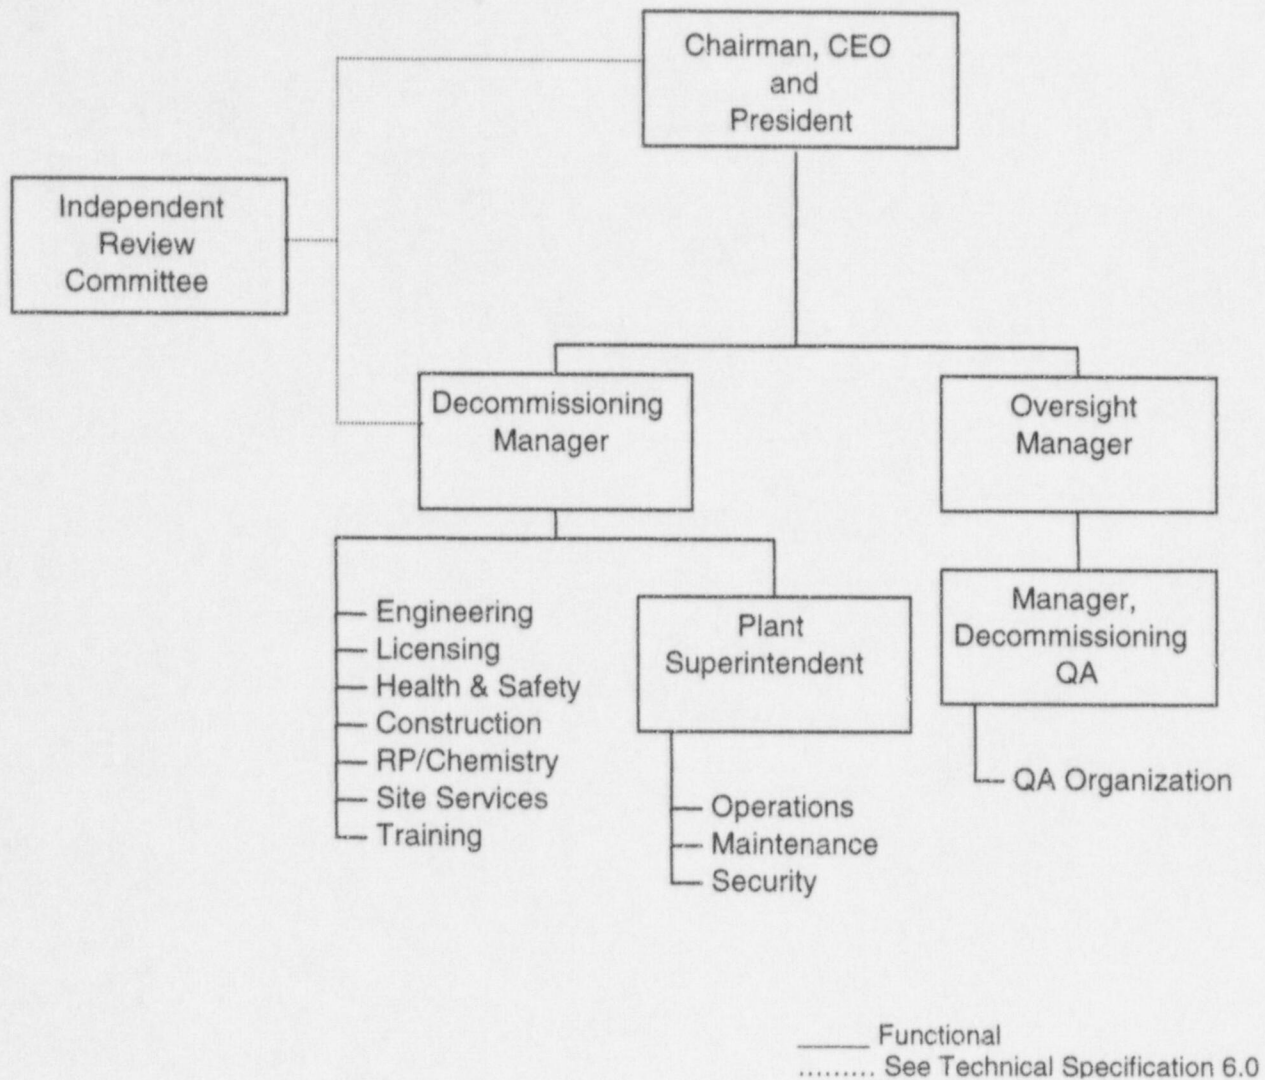 Chairman, CEO
and
President
Independent
Review
Committee
Decommissioning
Manager
Oversight
Manager
Engineering
Licensing
Health & Safety
Construction
RP/Chemistry
Site Services
Training
Plant
Superintendent
Operations
Maintenance
Security
Manager,
Decommissioning
QA
QA Organization
Functional
See Technical Specification 6.0